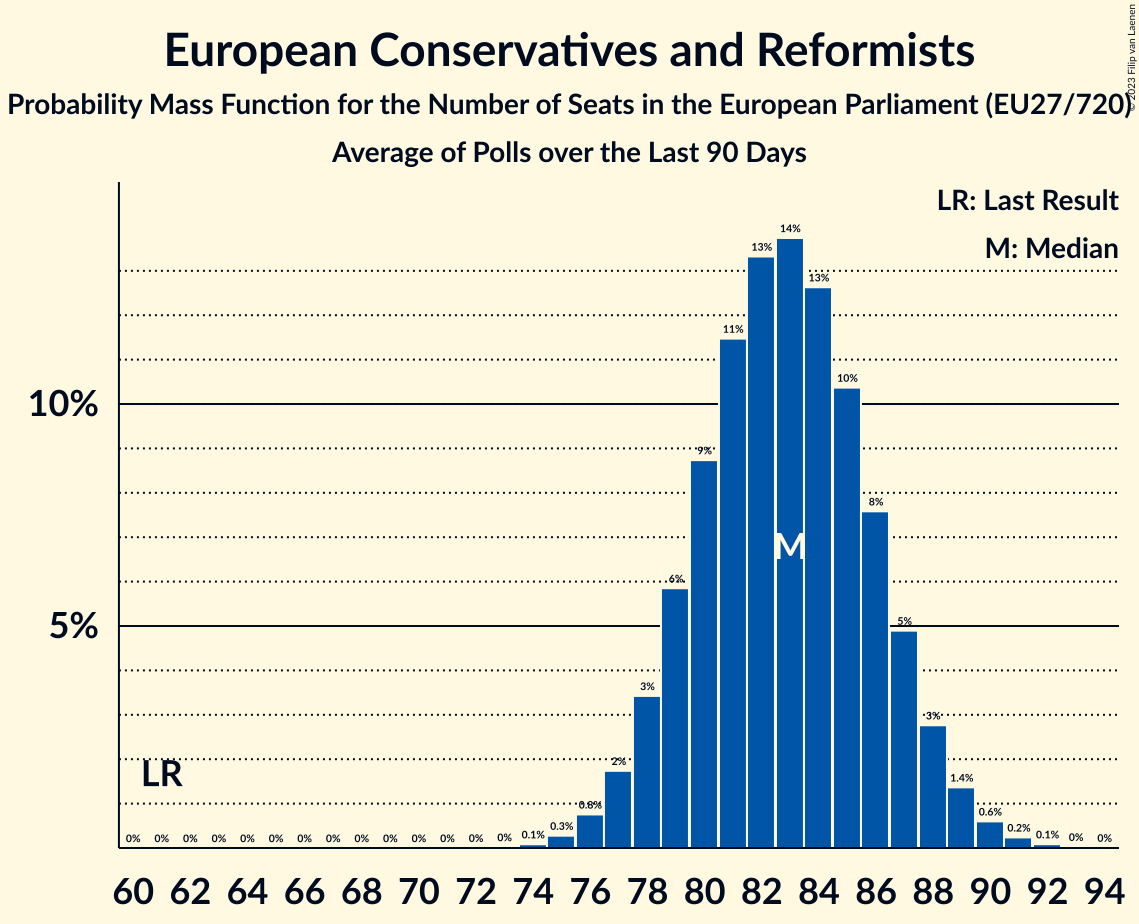 European Conservatives and Reformists
© 2023 Filip van Laenen
Probability Mass Function for the Number of Seats in the European Parliament (EU27/720)
Average of Polls over the Last 90 Days
LR: Last Result
M: Median
14%
13%
13%
11%
10%
10%
9%
8%
M
6%
5%
5%
3%
3%
LR
2%
1.4%
0.8%
0.6%
0.3%
0.2%
0% 0% 0% 0% 0% 0% 0% 0% 0% 0% 0% 0% 0% 0% 0.1% 0.1% 0% 0%
60 62 64 66 68 70 72 74 76 78 80 82 84 86 88 90 92 94